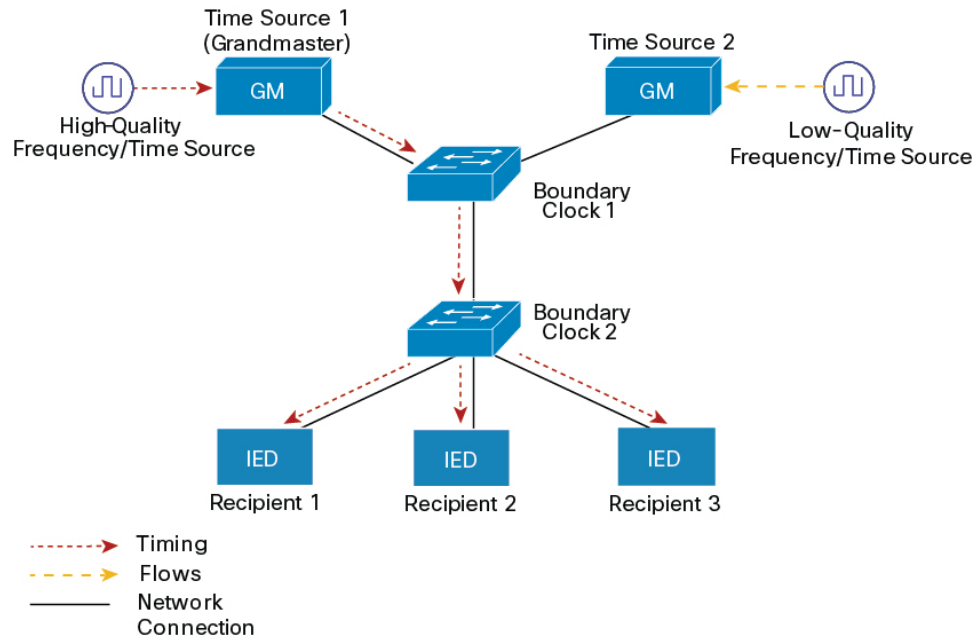 Time Source 1
(Grandmaster)
Time Source 2
GM
GM
High-Quality
Frequency/Time Source
Low-Quality
Frequency/Time Source
Boundary
Clock 1
Boundary
Clock 2
IED
IED
IED
Recipient 1
Recipient 2
Recipient 3
Timing
Flows
Network
Connection